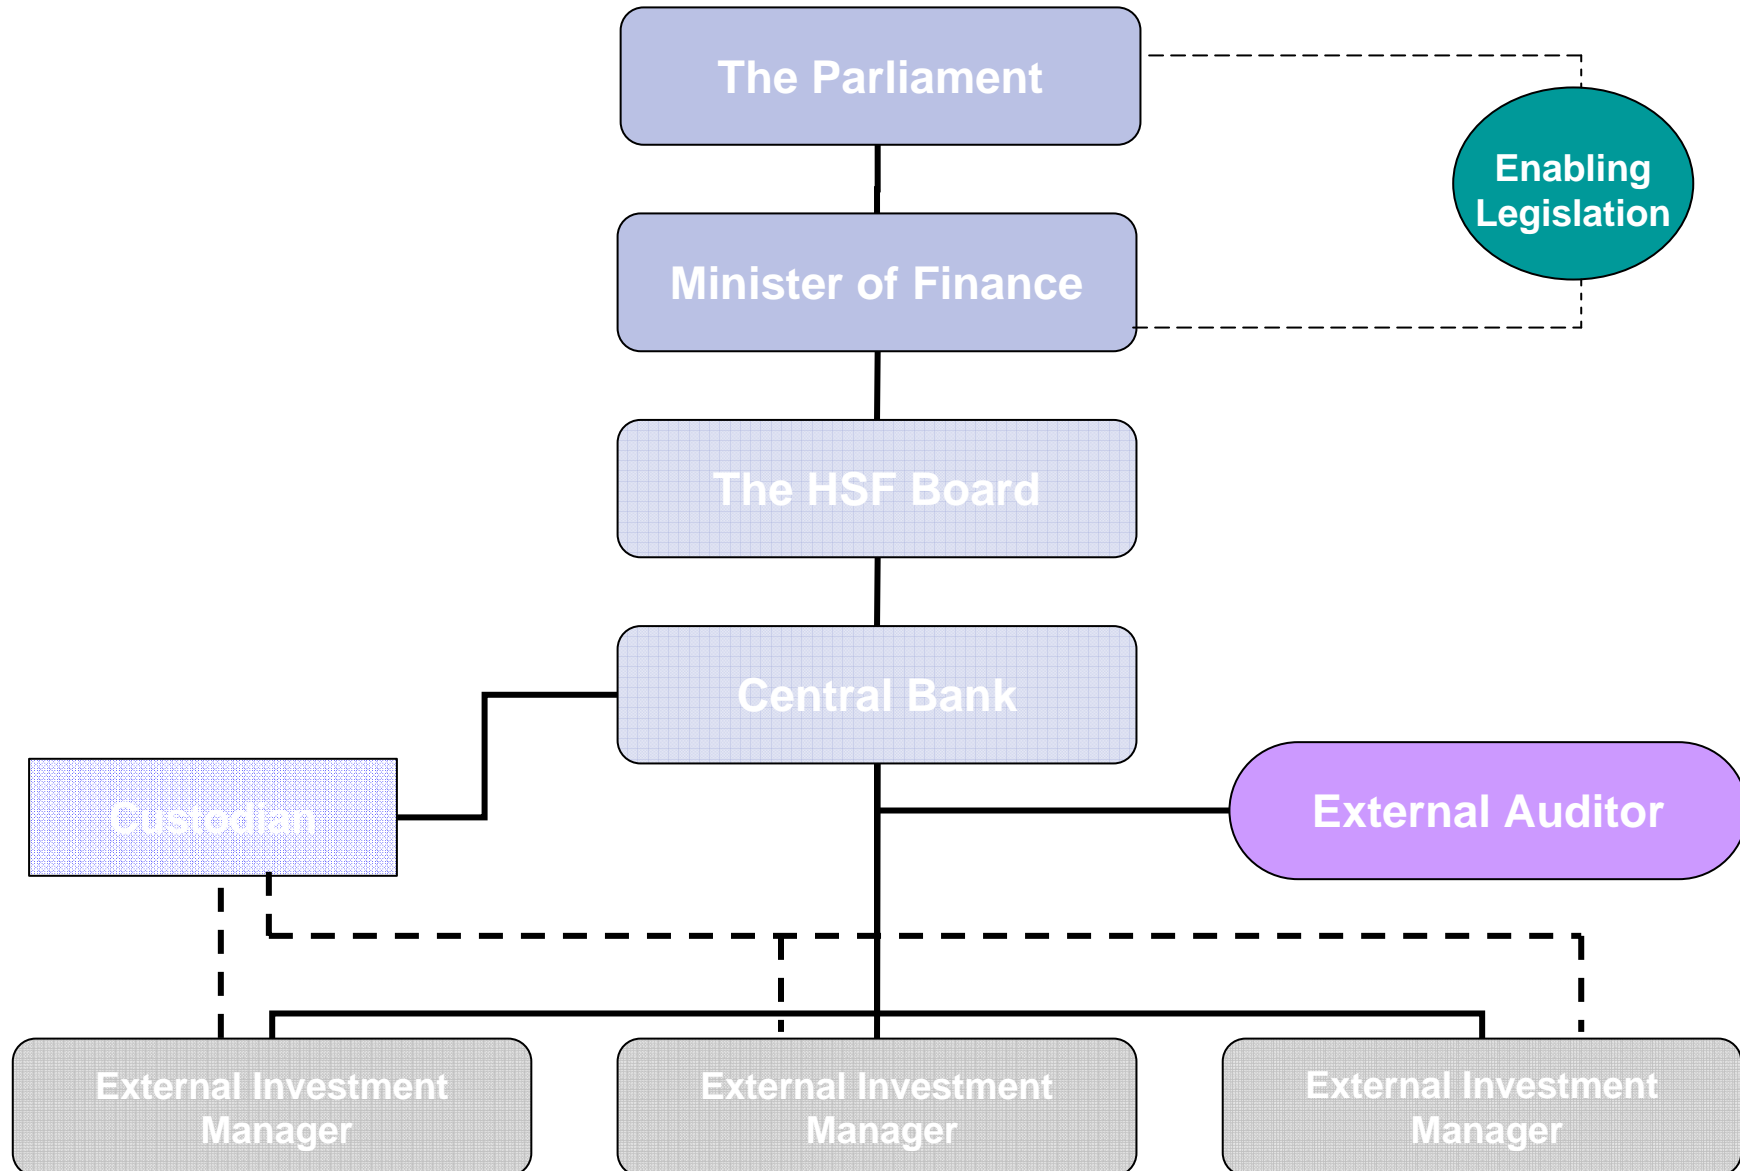 The Parliament
Enabling
Legislation
Minister of Finance
The HSF Board
Central Bank
Custodian
External Auditor
External Investment
Manager
External Investment
Manager
External Investment
Manager